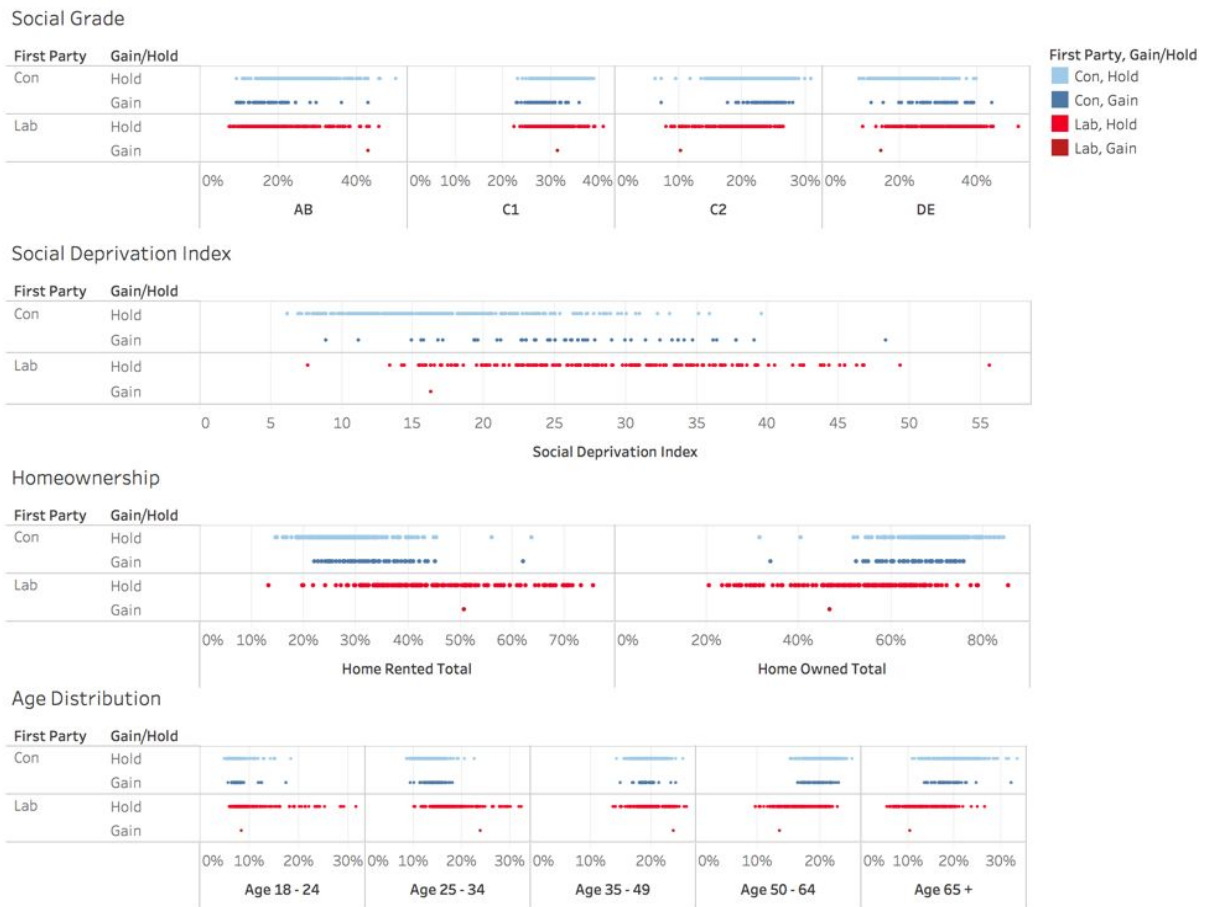 Social Grade
First Party Gain/Hold
Con Hold
Gain
Lab Hold
Gain
0% 20% 40% 0% 10% 20% 30% 40% 0% 10% 20% 30% 0% 20% 40%
AB C1 C2 DE
First Party, Gain/Hold
Con, Hold
Con, Gain
Lab, Hold
Lab, Gain
Social Deprivation Index
First Party Gain/Hold
Con Hold
Gain
Lab Hold
Gain
0 5 10 15 20 25 30 35 40 45 50 55
Social Deprivation Index
Homeownership
First Party Gain/Hold
Con Hold
Gain
Lab Hold
Gain
0% 10% 20% 30% 40% 50% 60% 70% 0% 20% 40% 60% 80%
Home Rented Total Home Owned Total
Age Distribution
First Party Gain/Hold
Con Hold
Gain
Lab Hold
Gain
0% 10% 20% 30% 0% 10% 20% 30% 0% 10% 20% 0% 10% 20% 0% 10% 20% 30%
Age 18 - 24 Age 25 - 34 Age 35 - 49 Age 50 - 64 Age 65 +